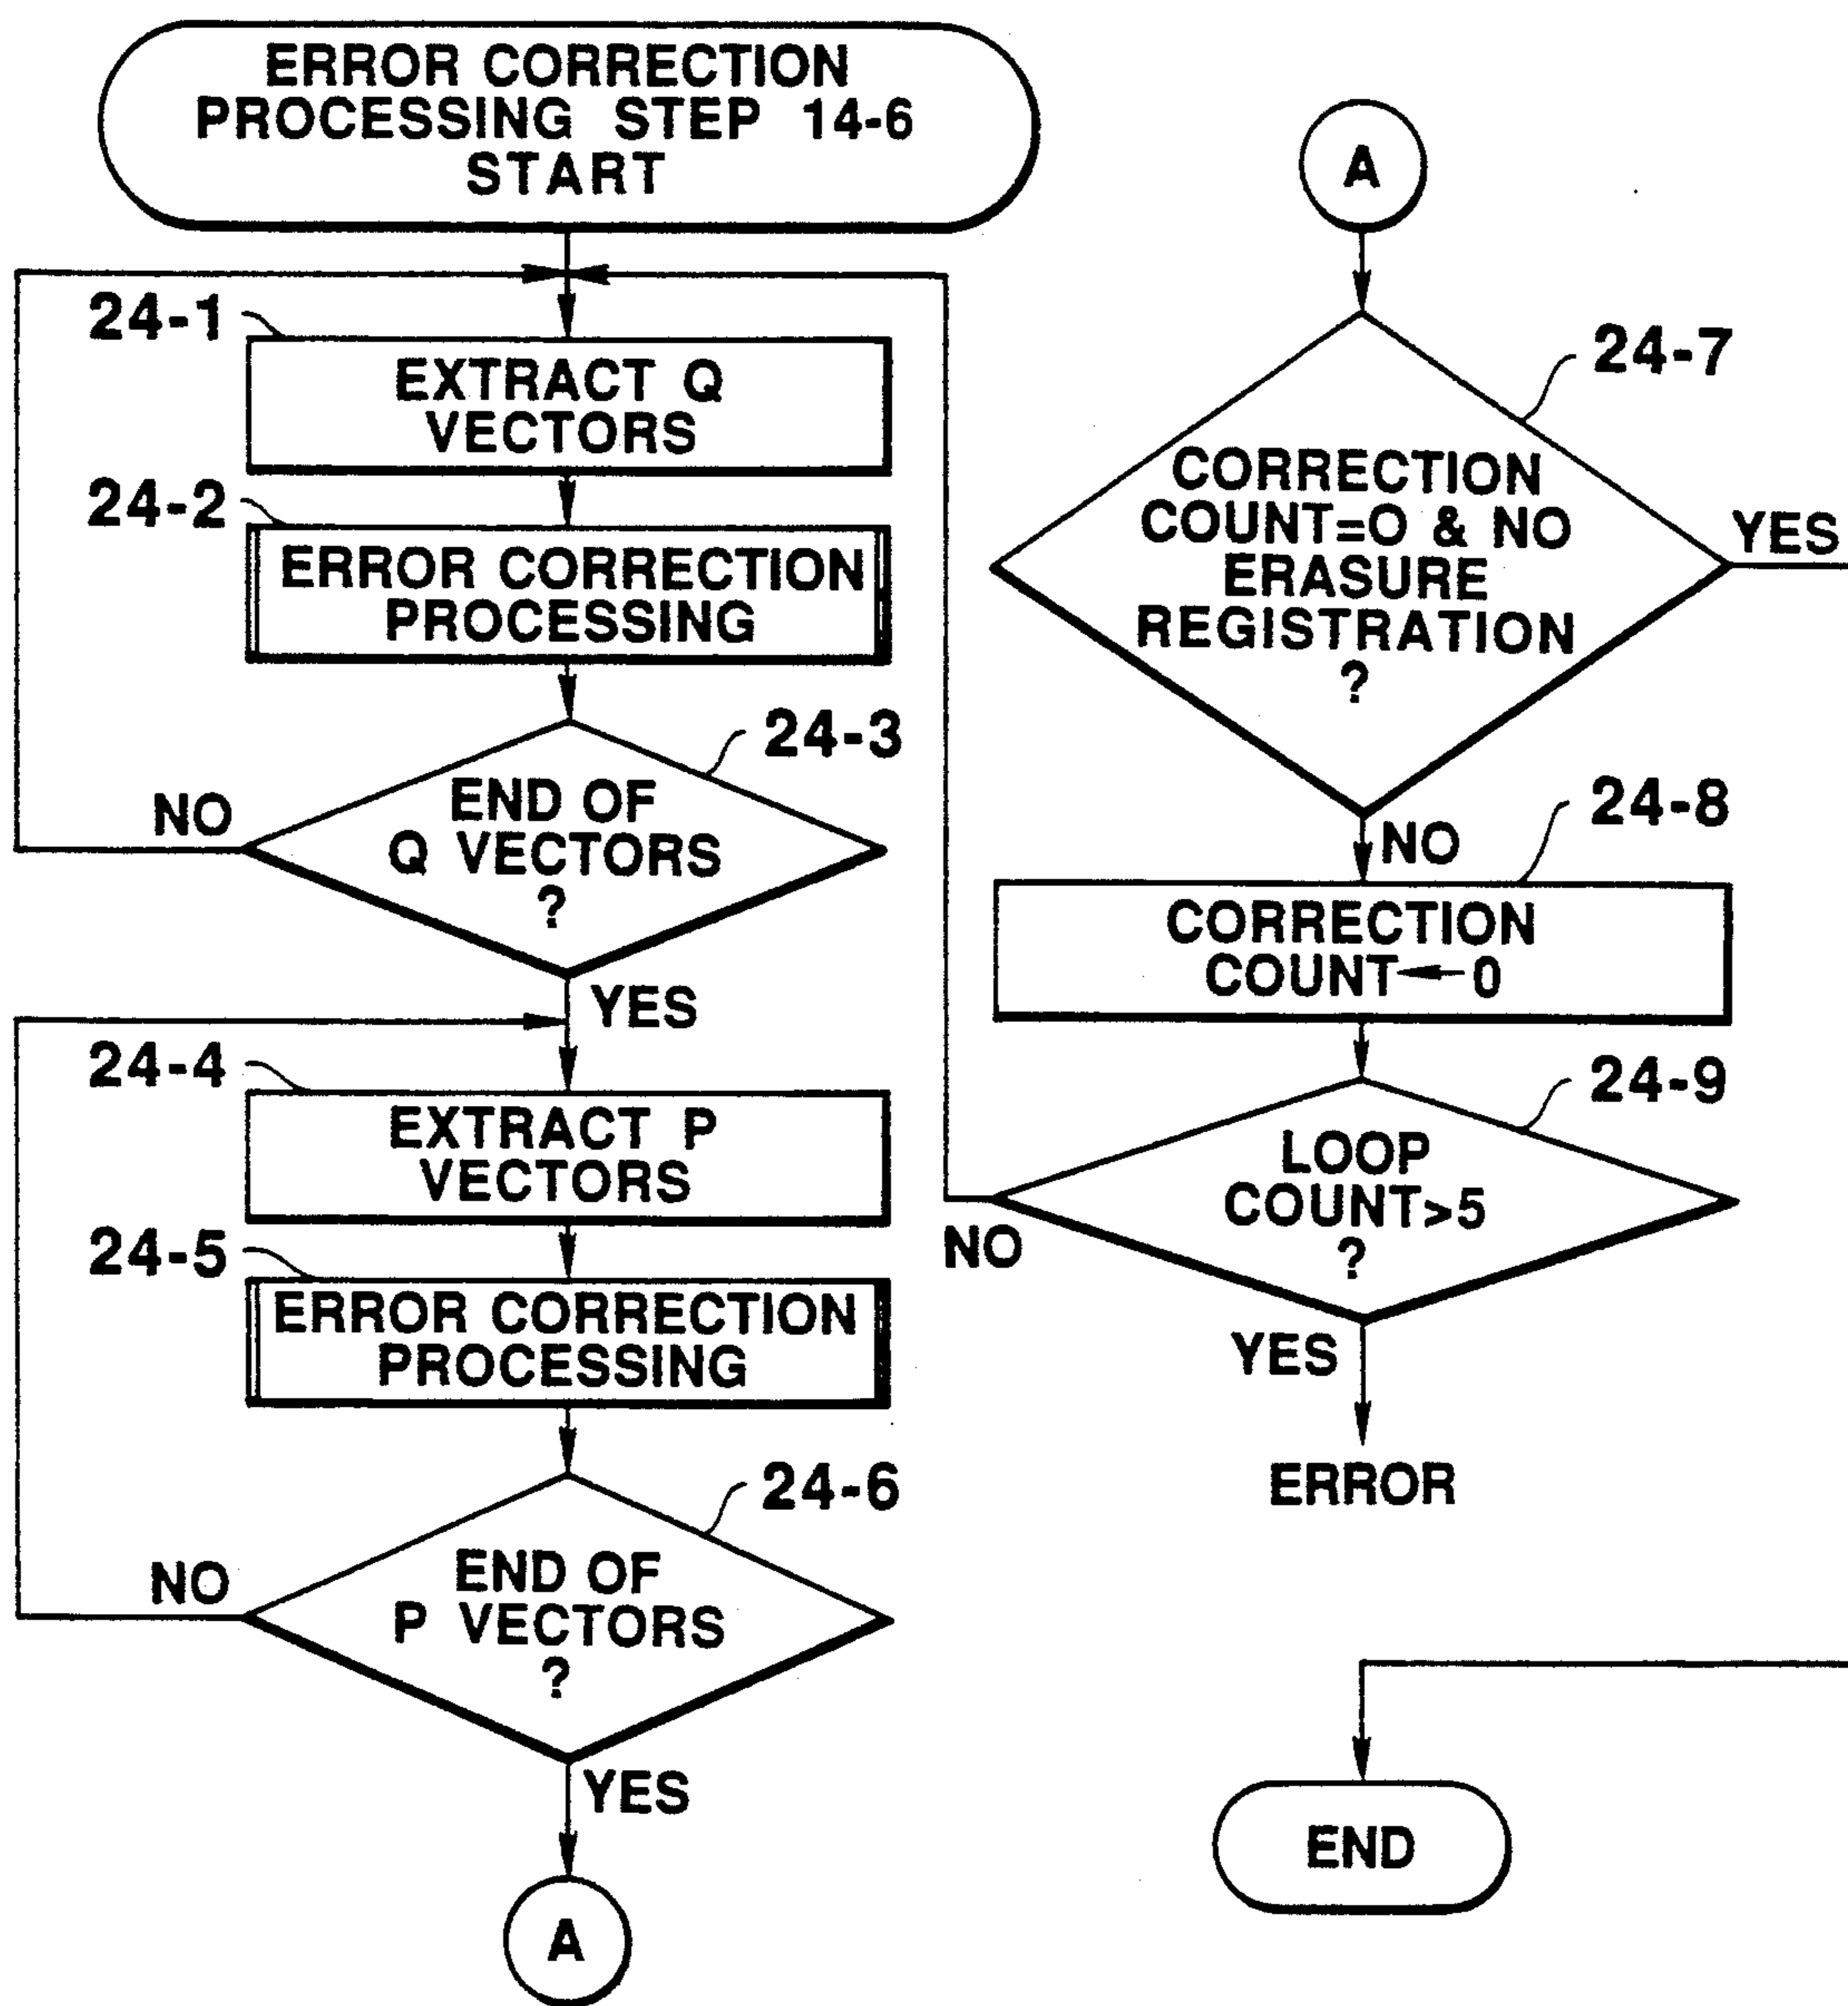 ERROR CORRECTION
PROCESSING STEP 14-6
START
24-1
EXTRACT Q
VECTORS
24-2
ERROR CORRECTION
PROCESSING
24-3
END OF
Q VECTORS
?
NO
YES
24-4
EXTRACT P
VECTORS
24-5
ERROR CORRECTION
PROCESSING
24-6
END OF
P VECTORS
?
NO
YES
A
A
24-7
CORRECTION
COUNT=0 & NO
ERASURE
REGISTRATION
?
YES
NO
24-8
CORRECTION
COUNT←0
24-9
LOOP
COUNT>5
?
NO
YES
ERROR
END